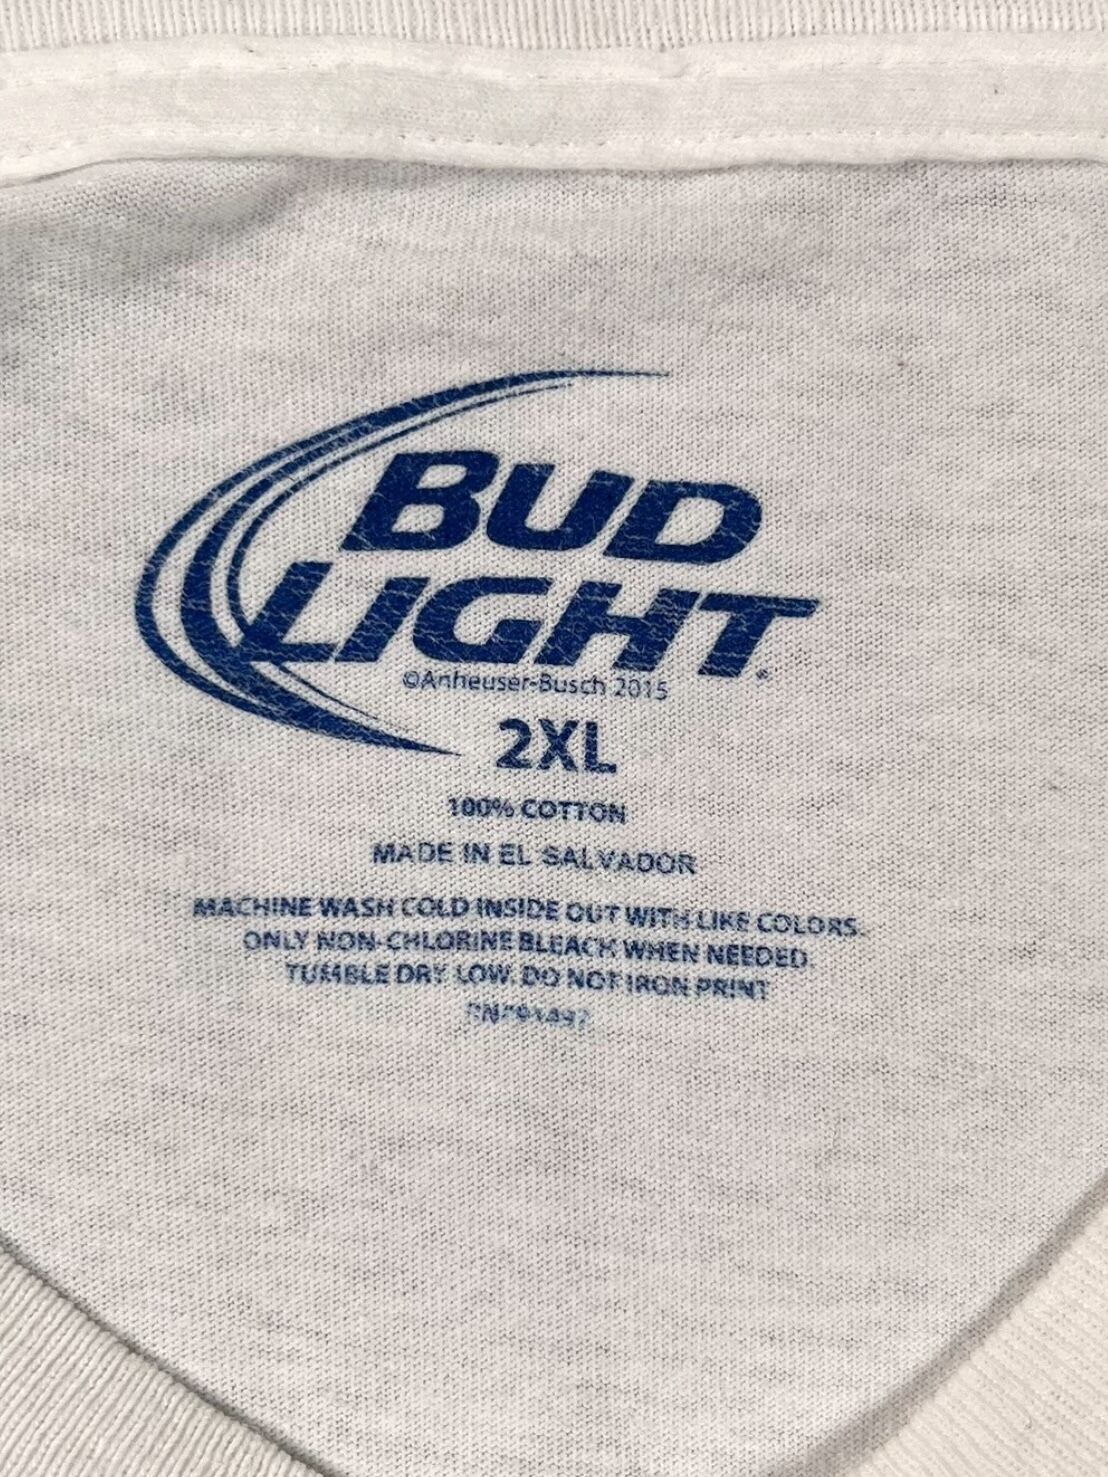 BUD
LIGHT
©Anheuser-Busch 2015
2XL
100% COTTON
MADE IN EL SALVADOR
MACHINE WASH COLD INSIDE OUT WITH LIKE COLORS.
ONLY NON-CHLORINE BLEACH WHEN NEEDED.
TUMBLE DRY LOW. DO NOT IRON PRINT